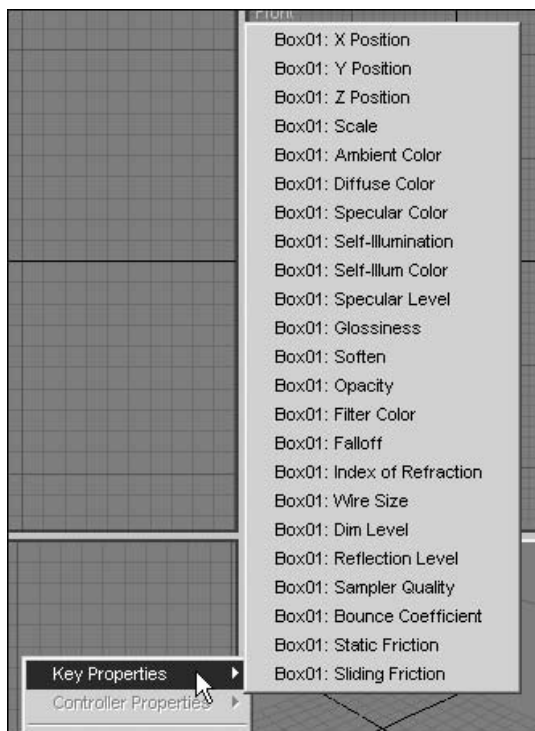 Front
Box01: X Position
Box01: Y Position
Box01: Z Position
Box01: Scale
Box01: Ambient Color
Box01: Diffuse Color
Box01: Specular Color
Box01: Self-Illumination
Box01: Self-Illum Color
Box01: Specular Level
Box01: Glossiness
Box01: Soften
Box01: Opacity
Box01: Filter Color
Box01: Falloff
Box01: Index of Refraction
Box01: Wire Size
Box01: Dim Level
Box01: Reflection Level
Box01: Sampler Quality
Box01: Bounce Coefficient
Box01: Static Friction
Box01: Sliding Friction
Key Properties
Controller Properties